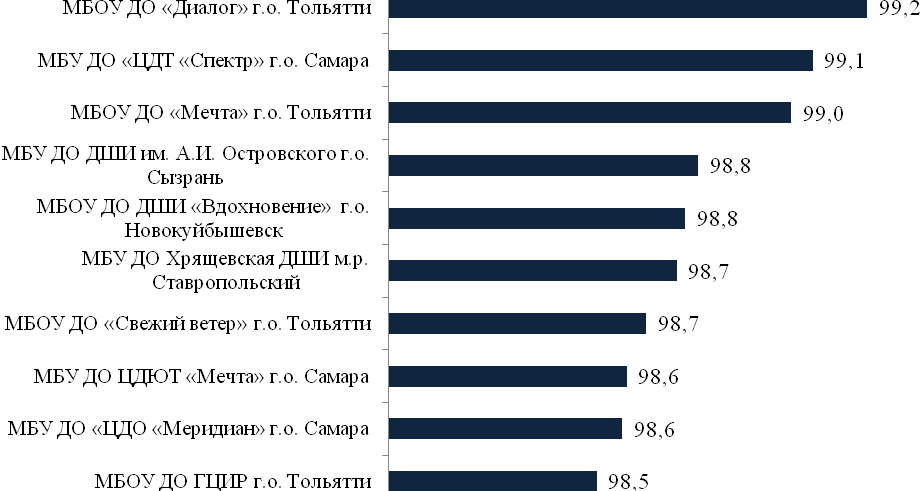 МБОУ ДО «Диалог» г.о. Тольятти 99,2
МБУ ДО «ЦДТ «Спектр» г.о. Самара 99,1
МБОУ ДО «Мечта» г.о. Тольятти 99,0
МБУ ДО ДШИ им. А.И. Островского г.о.
Сызрань 98,8
МБОУ ДО ДШИ «Вдохновение» г.о.
Новокуйбышевск 98,8
МБУ ДО Хрящевская ДШИ м.р.
Ставропольский 98,7
МБОУ ДО «Свежий ветер» г.о. Тольятти 98,7
МБУ ДО ЦДЮТ «Мечта» г.о. Самара 98,6
МБУ ДО «ЦДО «Меридиан» г.о. Самара 98,6
МБОУ ДО ГЦИР г.о. Тольятти 98,5